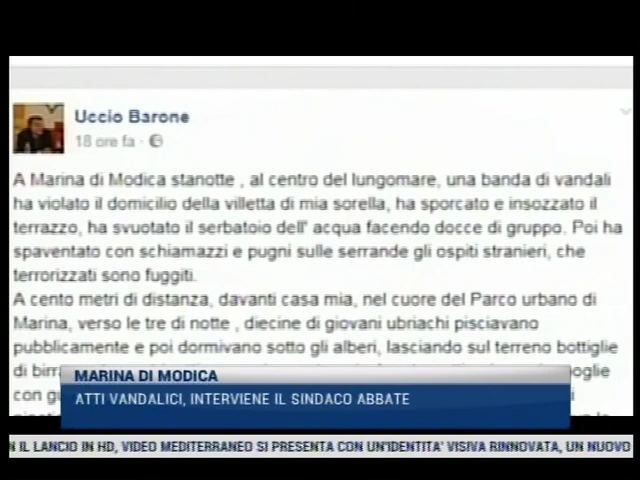 Uccio Barone
18 ore fa
A Marina di Modica stanotte , al centro del lungomare, una banda di vandali
ha violato il domicilio della villetta di mia sorella, ha sporcato e insozzato il
terrazzo, ha svuotato il serbatoio dell' acqua facendo docce di gruppo. Poi ha
spaventato con schiamazzi e pugni sulle serrande gli ospiti stranieri, che
terrorizzati sono fuggiti.
A cento metri di distanza, davanti casa mia, nel cuore del Parco urbano di
Marina, verso le tre di notte , diecine di giovani ubriachi pisciavano
pubblicamente e poi dormivano sotto gli alberi, lasciando sul terreno bottiglie
di
con
MARINA DI MODICA
ATTI VANDALICI, INTERVIENE IL SINDACO ABBATE
IL LANCIO IN HD, VIDEO MEDITERRANEO SI PRESENTA CON UN'IDENTITA' VISIVA RINNOVATA, UN NUOVO